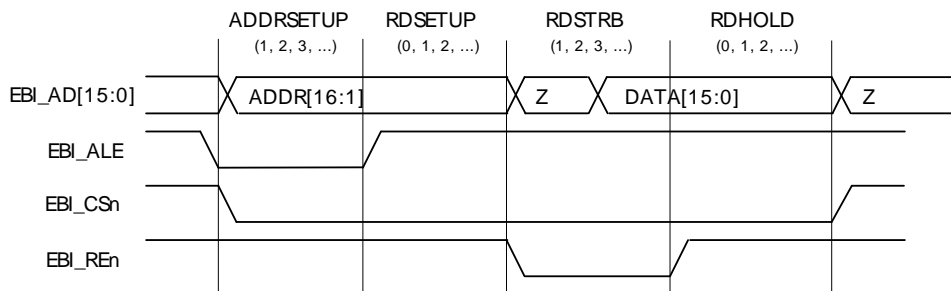 ADDRSETUP RDSETUP RDSTRB RDHOLD
(1, 2, 3, ...) (0, 1, 2, ...) (1, 2, 3, ...) (0, 1, 2, ...)
EBI_AD[15:0] ADDR[16:1] Z DATA[15:0] Z
EBI_ALE
EBI_CSn
EBI_REn